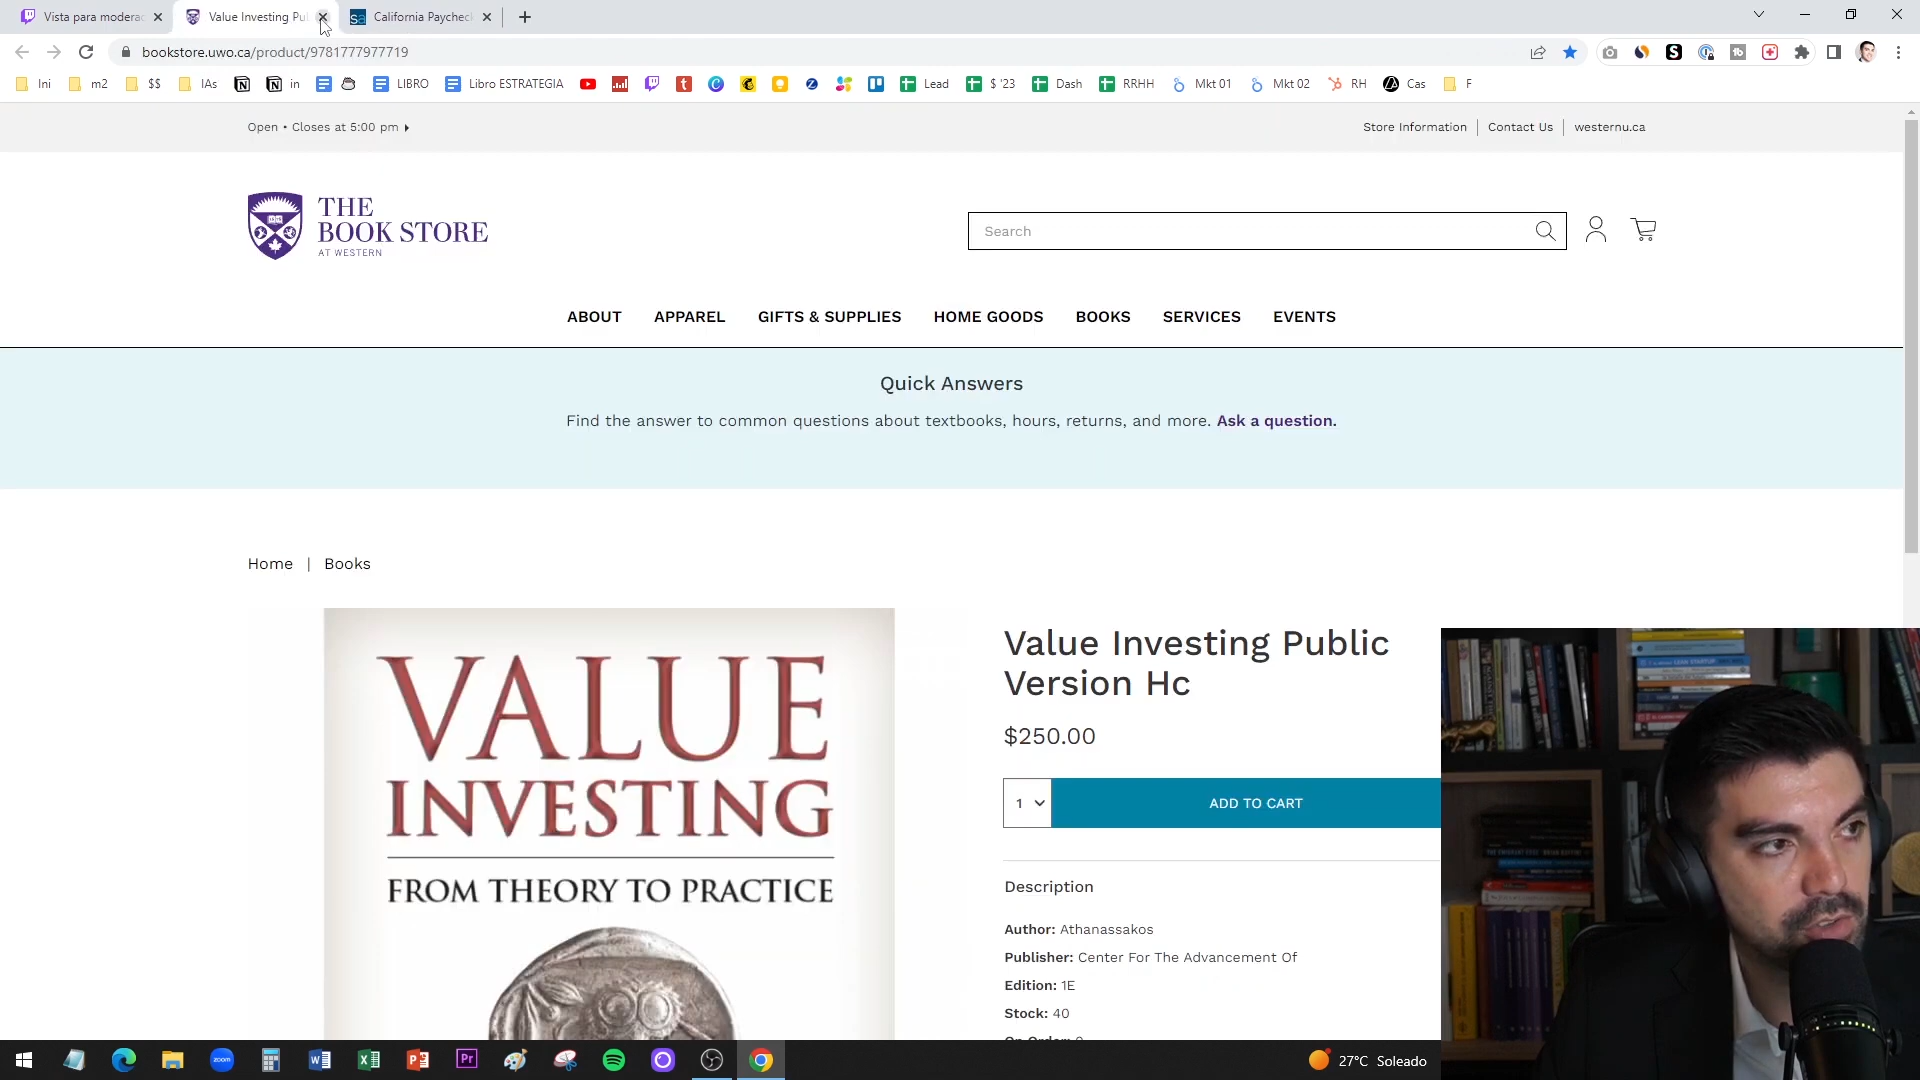 Vista para moderac
Value Investing Pul
California Paycheck
bookstore.uwo.ca/product/9781777977719
Ini
m2
$$
IAs
in
LIBRO
Libro ESTRATEGIA
Lead
$ '23
Dash
RRHH
Mkt 01
Mkt 02
RH
Cas
F
Open • Closes at 5:00 pm
Store Information
Contact Us
westernu.ca
THE
BOOK STORE
AT WESTERN
Search
ABOUT
APPAREL
GIFTS & SUPPLIES
HOME GOODS
BOOKS
SERVICES
EVENTS
Quick Answers
Find the answer to common questions about textbooks, hours, returns, and more. Ask a question.
Home | Books
VALUE
INVESTING
FROM THEORY TO PRACTICE
Value Investing Public
Version Hc
$250.00
1
ADD TO CART
Description
Author: Athanassakos
Publisher: Center For The Advancement Of
Edition: 1E
Stock: 40
zoom
Pr
27°C Soleado